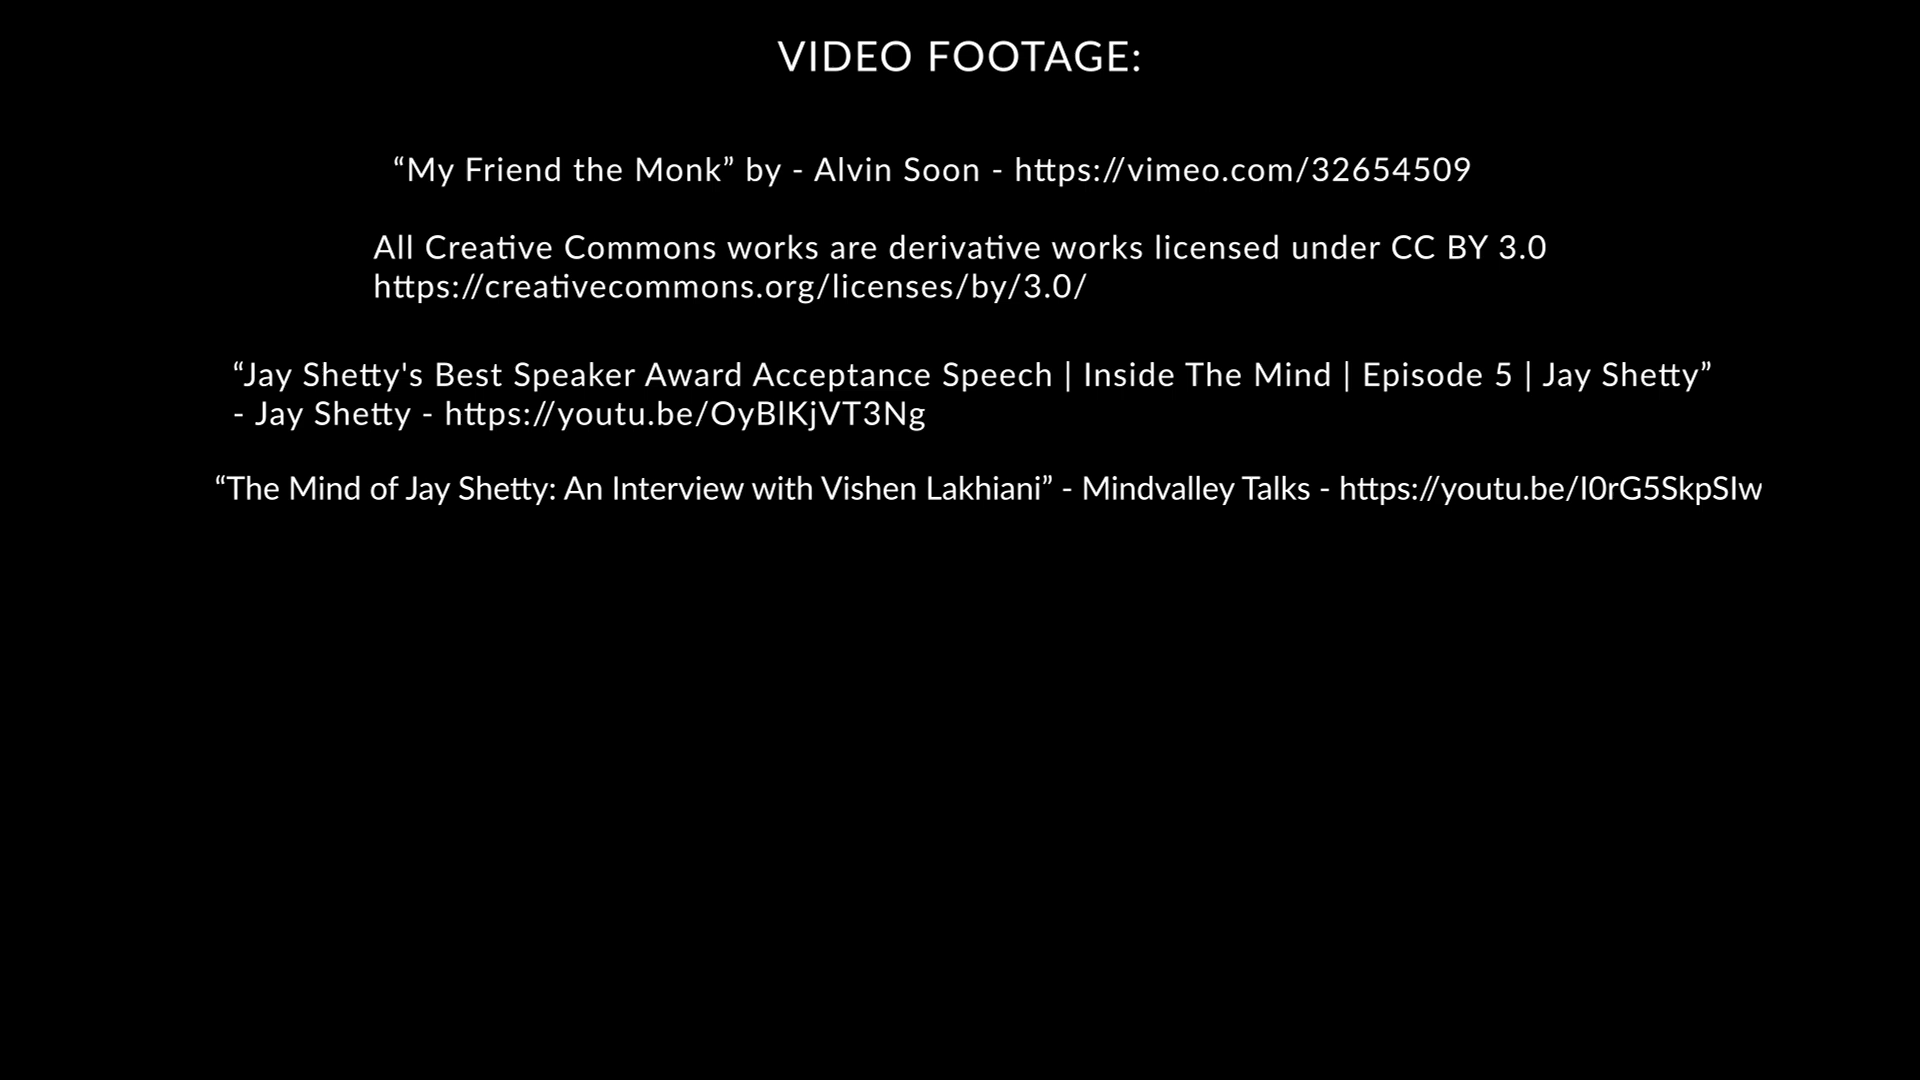 VIDEO FOOTAGE:
“My Friend the Monk” by - Alvin Soon - https://vimeo.com/32654509
All Creative Commons works are derivative works licensed under CC BY 3.0
https://creativecommons.org/licenses/by/3.0/
“Jay Shetty's Best Speaker Award Acceptance Speech | Inside The Mind | Episode 5 | Jay Shetty”
- Jay Shetty - https://youtu.be/OyBlKjVT3Ng
“The Mind of Jay Shetty: An Interview with Vishen Lakhiani” - Mindvalley Talks - https://youtu.be/I0rG5SkpSIw